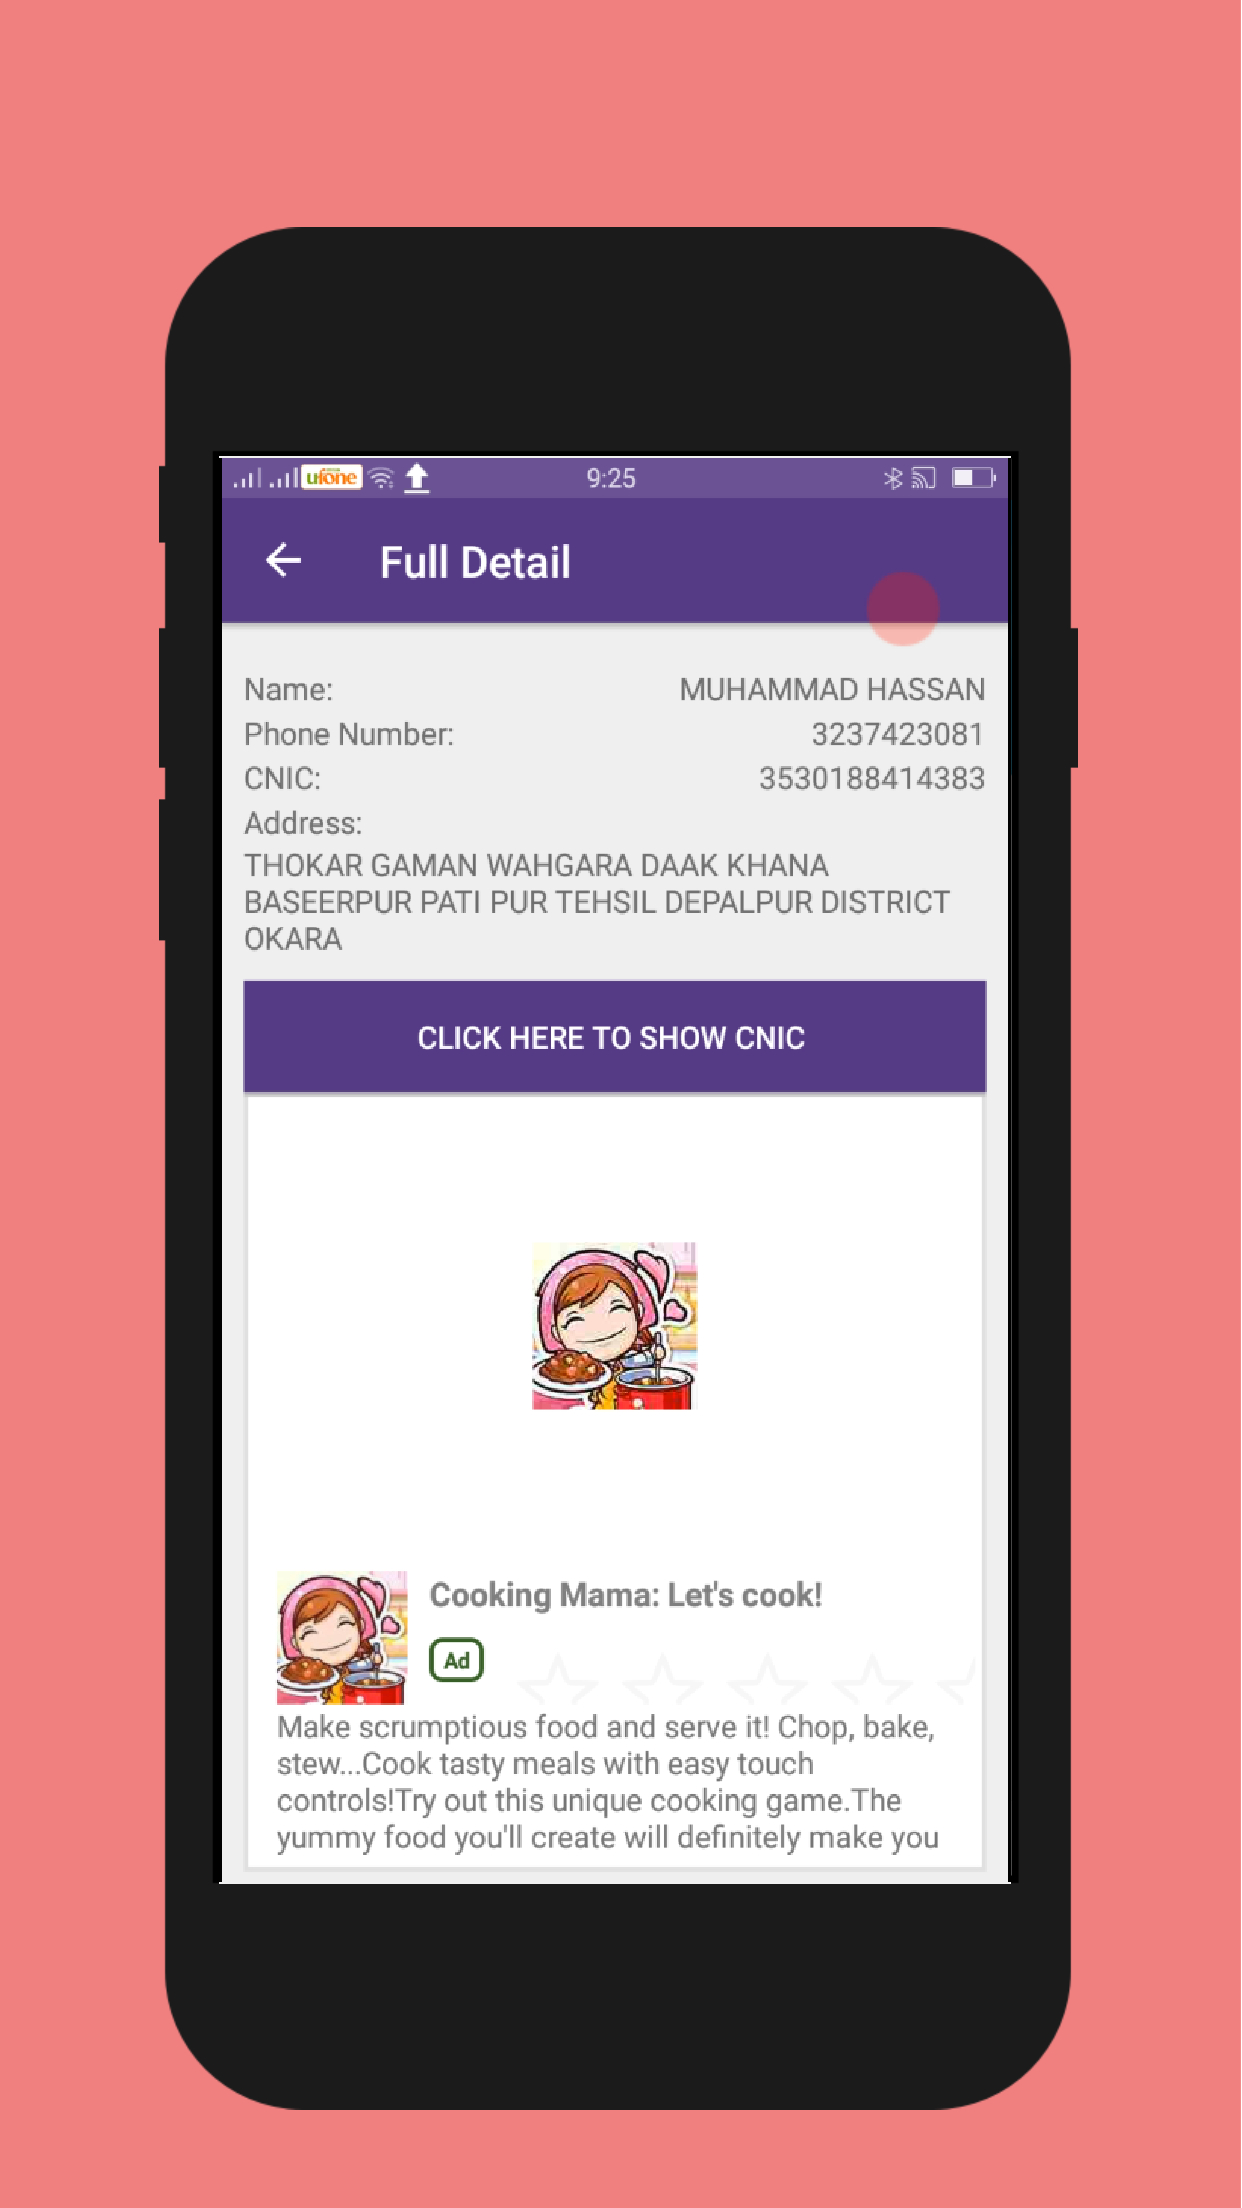 ufone
9:25
Full Detail
Name: MUHAMMAD HASSAN
Phone Number: 3237423081
CNIC: 3530188414383
Address:
THOKAR GAMAN WAHGARA DAAK KHANA
BASEERPUR PATI PUR TEHSIL DEPALPUR DISTRICT
OKARA
CLICK HERE TO SHOW CNIC
Cooking Mama: Let's cook!
Ad
Make scrumptious food and serve it! Chop, bake,
stew...Cook tasty meals with easy touch
controls!Try out this unique cooking game.The
yummy food you'll create will definitely make you